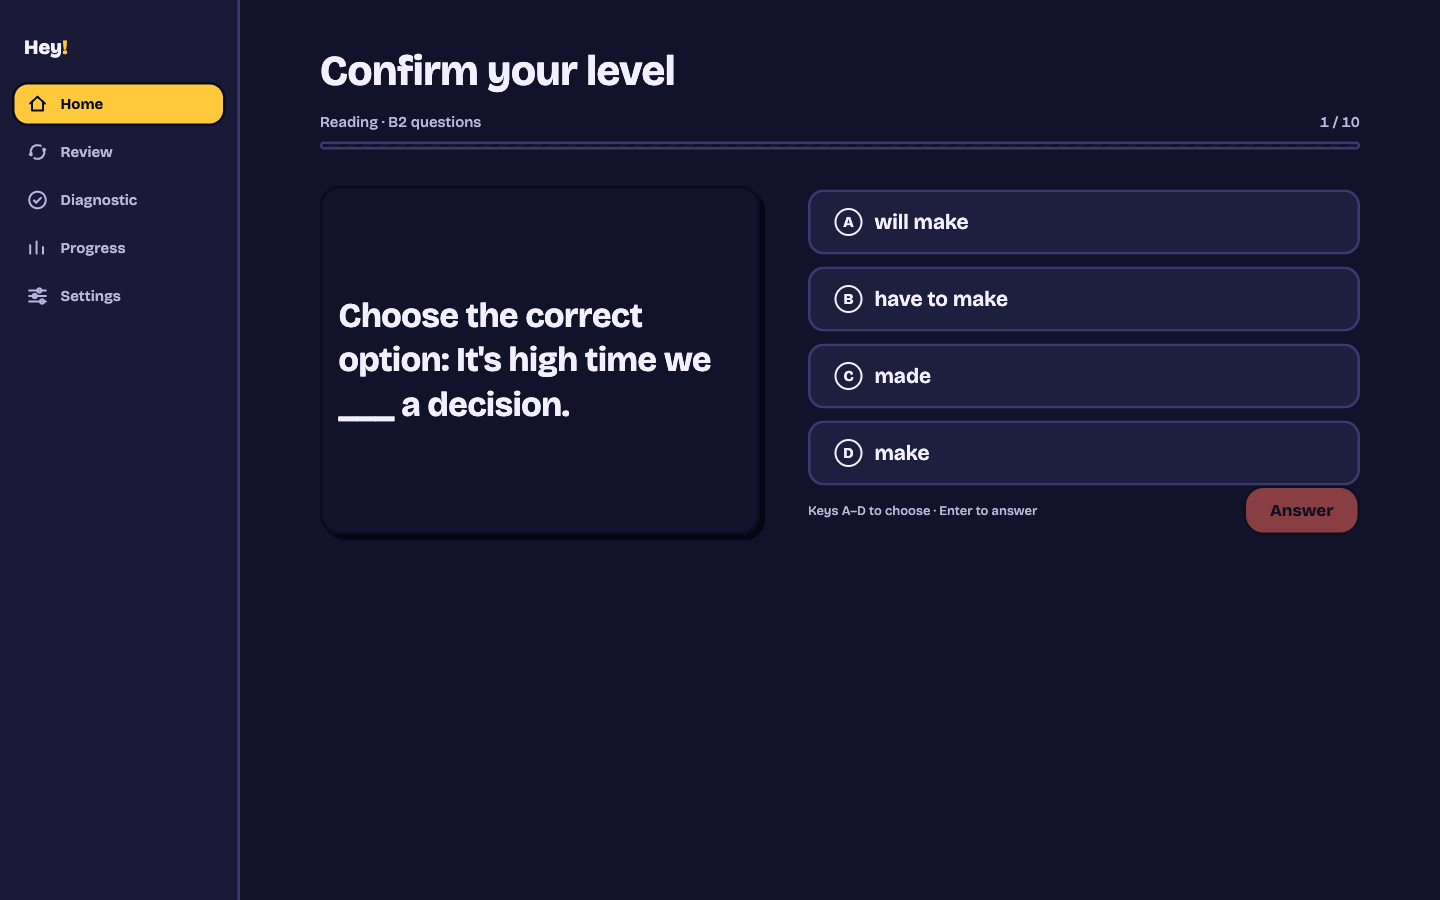 Hey!
Home
Review
Diagnostic
Progress
Settings
Confirm your level
Reading · B2 questions
1 / 10
Choose the correct
option: It's high time we
___ a decision.
A will make
B have to make
C made
D make
Keys A–D to choose · Enter to answer
Answer